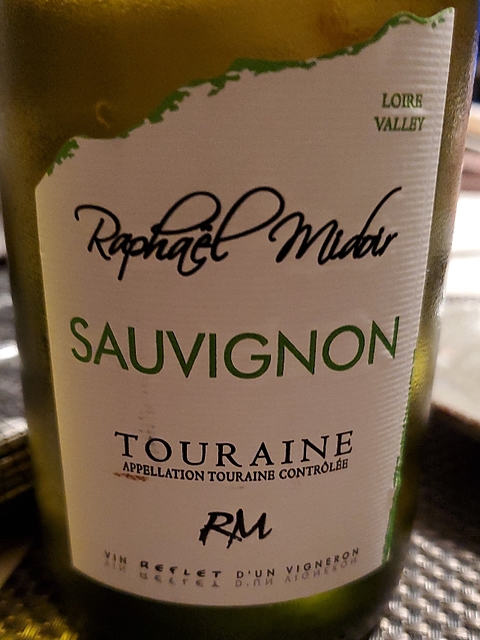 LOIRE
VALLEY
Raphaël Midoir
SAUVIGNON
TOURAINE
APPELLATION TOURAINE CONTRÔLÉE
RM
VIN REFLET D'UN VIGNERON